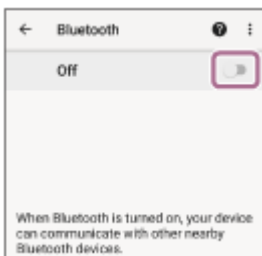 Bluetooth
Off
When Bluetooth is turned on, your device
can communicate with other nearby
Bluetooth devices.